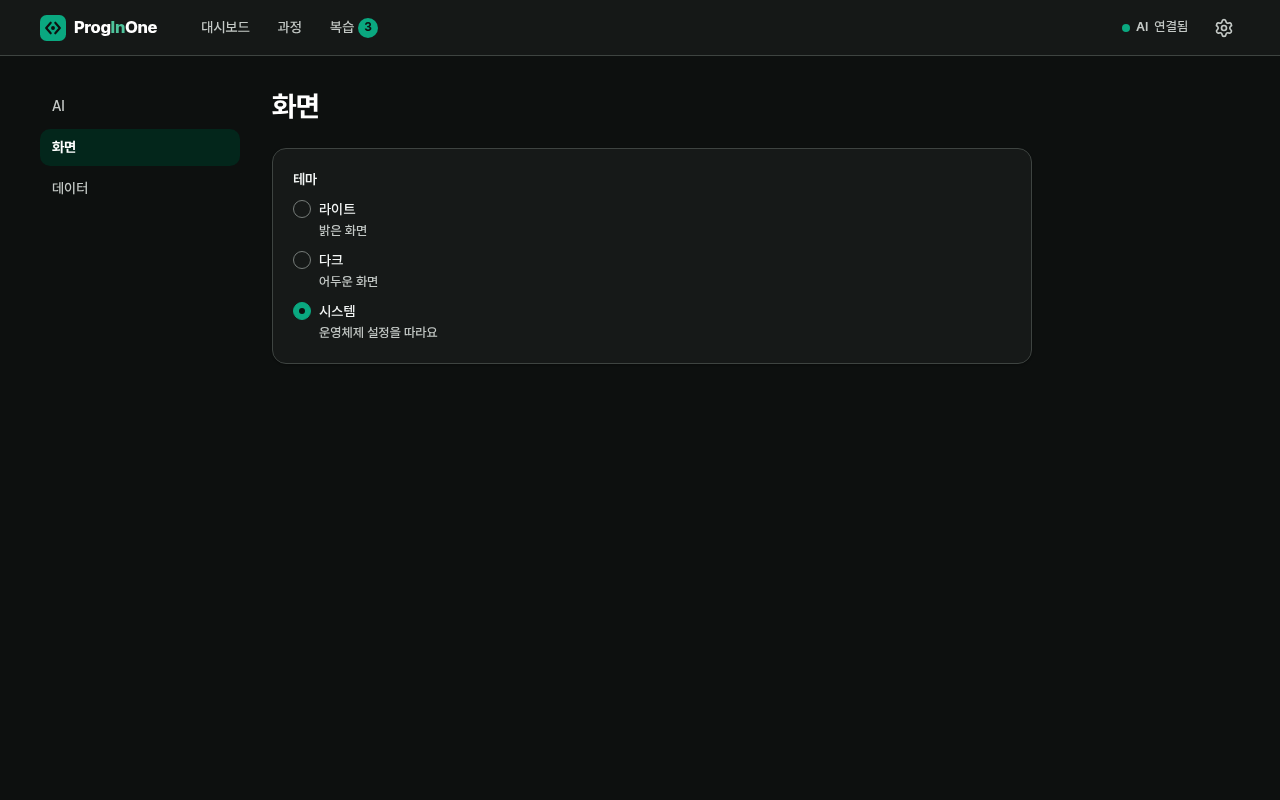 ProgInOne
대시보드
과정
복습 3
AI 연결됨
AI
화면
데이터
화면
테마
라이트
밝은 화면
다크
어두운 화면
시스템
운영체제 설정을 따라요